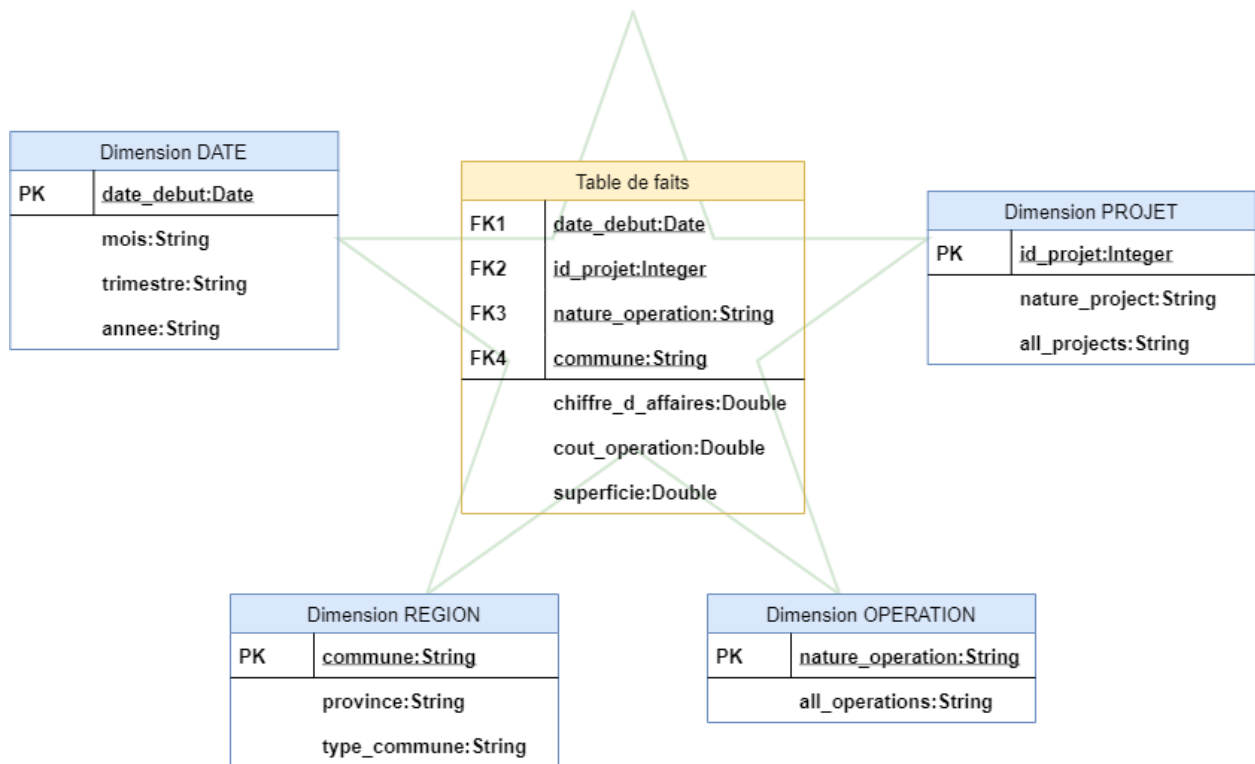 Dimension DATE
PK date_debut:Date
mois:String
trimestre:String
annee:String
Table de faits
FK1 date_debut:Date
FK2 id_projet:Integer
FK3 nature_operation:String
FK4 commune:String
chiffre_d_affaires:Double
cout_operation:Double
superficie:Double
Dimension PROJET
PK id_projet:Integer
nature_project:String
all_projects:String
Dimension REGION
PK commune:String
province:String
type_commune:String
Dimension OPERATION
PK nature_operation:String
all_operations:String